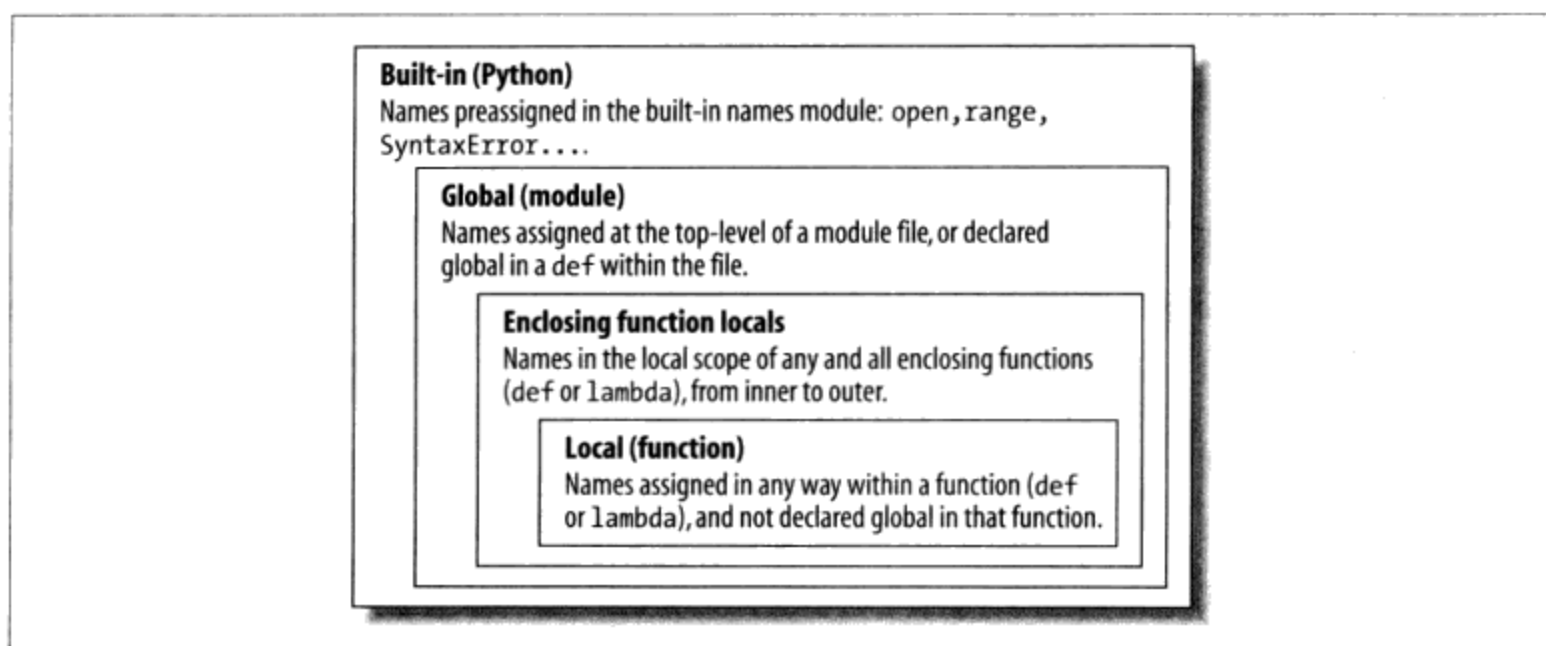 Built-in (Python)
Names preassigned in the built-in names module: open,range,
SyntaxError....
Global (module)
Names assigned at the top-level of a module file, or declared
global in a def within the file.
Enclosing function locals
Names in the local scope of any and all enclosing functions
(def or lambda), from inner to outer.
Local (function)
Names assigned in any way within a function (def
or lambda), and not declared global in that function.